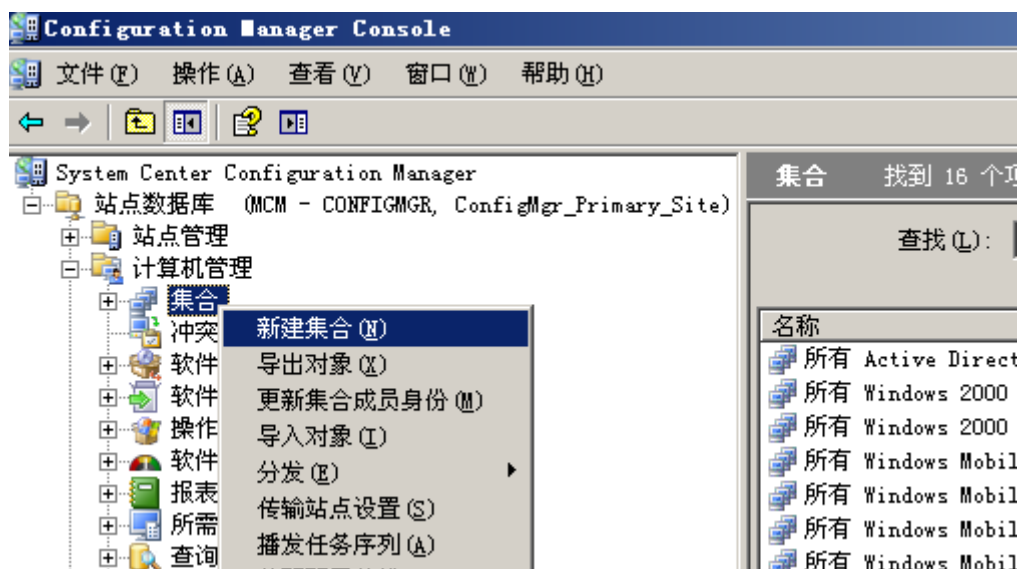 Configuration Manager Console
文件(F) 操作(A) 查看(V) 窗口(W) 帮助(H)
System Center Configuration Manager
站点数据库 (MCM - CONFIGMGR, ConfigMgr_Primary_Site)
站点管理
计算机管理
集合
冲突
软件
软件
操作
软件
报表
所需
查询
新建集合(N)
导出对象(X)
更新集合成员身份(M)
导入对象(I)
分发(E)
传输站点设置(S)
播发任务序列(A)
集合 找到 16 个项
查找(L):
名称
所有 Active Direct
所有 Windows 2000
所有 Windows 2000
所有 Windows Mobil
所有 Windows Mobil
所有 Windows Mobil
所有 Windows Mobil